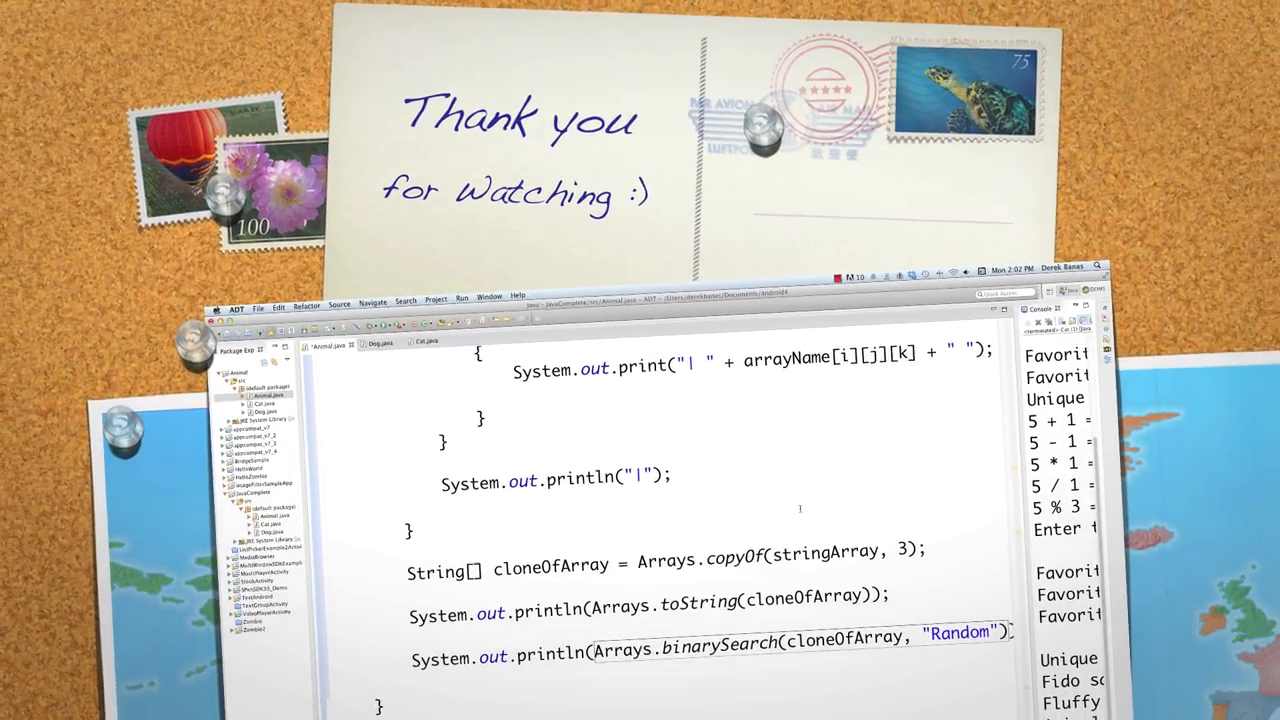 Thank you
for Watching :)
PAR AVION
AIR MAIL
75
100
ADT File Edit Refactor Source Navigate Search Project Run Window Help
10 Mon 2:02 PM Derek Banas
Java - JavaComplete/src/Animal.java - ADT - /Users/derekbanas/Documents/android4
Quick Access
Java
DDMS
Package Exp
*Animal.java
Dog.java
Cat.java
Console
Animal
src
(default package)
Animal.java
Cat.java
Dog.java
JRE System Library
appcompat_v7
appcompat_v7_2
appcompat_v7_3
appcompat_v7_4
BridgeSample
HelloWorld
HelloZombie
ImageFilterSampleApp
JavaComplete
src
(default package)
Animal.java
Cat.java
Dog.java
JRE System Library
ListPickerExample2Activi
MediaBrowser
MultiWindowSDKExample
MusicPlayerActivity
SlookActivity
SPenSDK30_Demo
TestAndroid
TextGroupActivity
VideoPlayerActivity
Zombie
Zombie2
{
System.out.print("| " + arrayName[i][j][k] + " ");
}
}
System.out.println("|");
}
String[] cloneOfArray = Arrays.copyOf(stringArray, 3);
System.out.println(Arrays.toString(cloneOfArray));
System.out.println(Arrays.binarySearch(cloneOfArray, "Random")
}
Favorit
Favorit
Unique
5 + 1 =
5 - 1 =
5 * 1 =
5 / 1 =
5 % 3 =
Enter t
Favorit
Favorit
Favorit
Unique
Fido sc
Fluffy